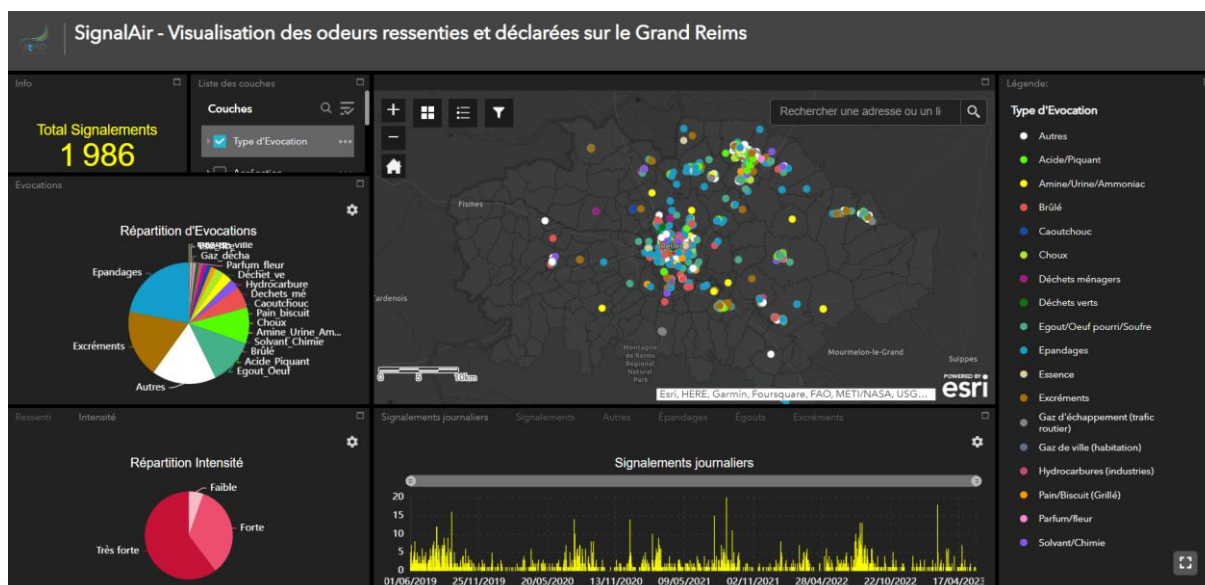 SignalAir - Visualisation des odeurs ressenties et déclarées sur le Grand Reims
Info
Total Signalements
1 986
Liste des couches
Couches
Type d'Evocation
Evocations
Répartition d'Evocations
Gaz_décha
Parfum_fleur
Déchet_ve
Hydrocarbure
Dechets_mé
Caoutchouc
Pain_biscuit
Choux
Amine_Urine_Am...
Solvant_Chimie
Brûlé
Acide_Piquant
Egout_Oeuf
Epandages
Excréments
Autres
Ressenti
Intensité
Répartition Intensité
Faible
Forte
Très forte
Rechercher une adresse ou un li
Fismes
Reims
Tardenois
Montagne
de Reims
Regional
Natural
Park
Mourmelon-le-Grand
Suippes
0 5 10km
Esri, HERE, Garmin, Foursquare, FAO, METI/NASA, USG...
POWERED BY
esri
Signalements journaliers
Signalements
Autres
Épandages
Égouts
Excréments
Signalements journaliers
20
15
10
5
0
01/06/2019
25/11/2019
20/05/2020
13/11/2020
09/05/2021
02/11/2021
28/04/2022
22/10/2022
17/04/2023
Légende:
Type d'Evocation
Autres
Acide/Piquant
Amine/Urine/Ammoniac
Brûlé
Caoutchouc
Choux
Déchets ménagers
Déchets verts
Egout/Oeuf pourri/Soufre
Epandages
Essence
Excréments
Gaz d'échappement (trafic
routier)
Gaz de ville (habitation)
Hydrocarbures (industries)
Pain/Biscuit (Grillé)
Parfum/fleur
Solvant/Chimie